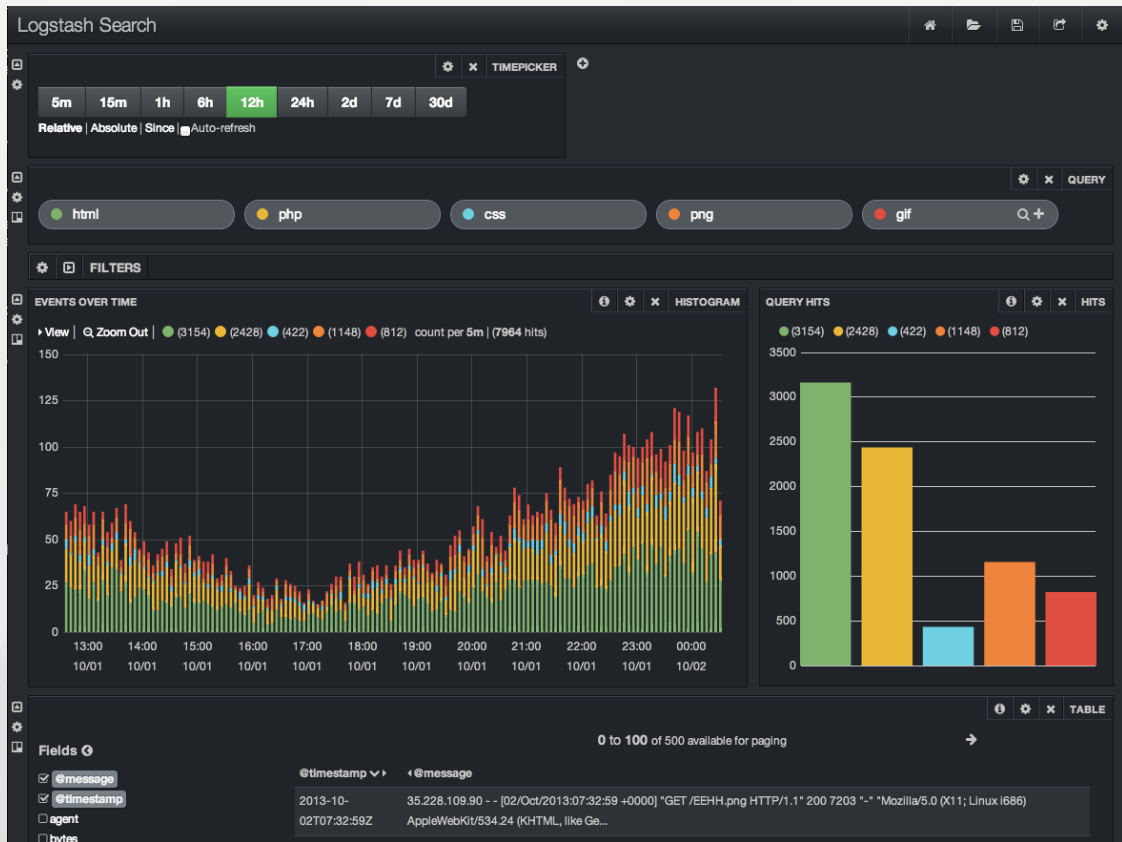 Logstash Search
TIMEPICKER
5m 15m 1h 6h 12h 24h 2d 7d 30d
Relative | Absolute | Since | Auto-refresh
QUERY
html php css png gif
FILTERS
EVENTS OVER TIME HISTOGRAM
View | Zoom Out | (3154) (2428) (422) (1148) (812) count per 5m | (7964 hits)
150
125
100
75
50
25
0
13:00 14:00 15:00 16:00 17:00 18:00 19:00 20:00 21:00 22:00 23:00 00:00
10/01 10/01 10/01 10/01 10/01 10/01 10/01 10/01 10/01 10/01 10/01 10/02
QUERY HITS HITS
(3154) (2428) (422) (1148) (812)
3500
3000
2500
2000
1500
1000
500
0
TABLE
0 to 100 of 500 available for paging
Fields
@message
@timestamp
agent
bytes
@timestamp @message
2013-10- 35.228.109.90 - - [02/Oct/2013:07:32:59 +0000] "GET /EEHH.png HTTP/1.1" 200 7203 "-" "Mozilla/5.0 (X11; Linux i686)
02T07:32:59Z AppleWebKit/534.24 (KHTML, like Ge...